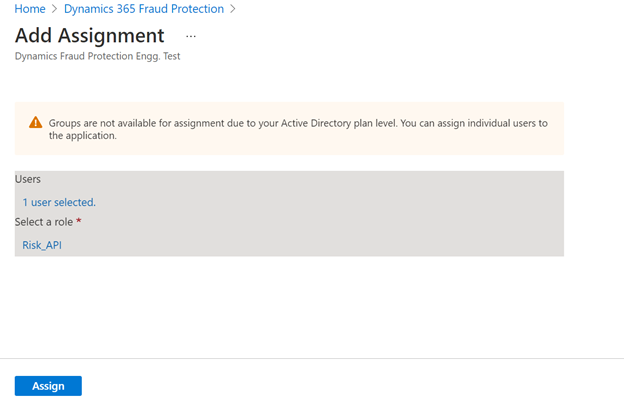 Home > Dynamics 365 Fraud Protection >
Add Assignment ...
Dynamics Fraud Protection Engg. Test
Groups are not available for assignment due to your Active Directory plan level. You can assign individual users to
the application.
Users
1 user selected.
Select a role *
Risk_API
Assign